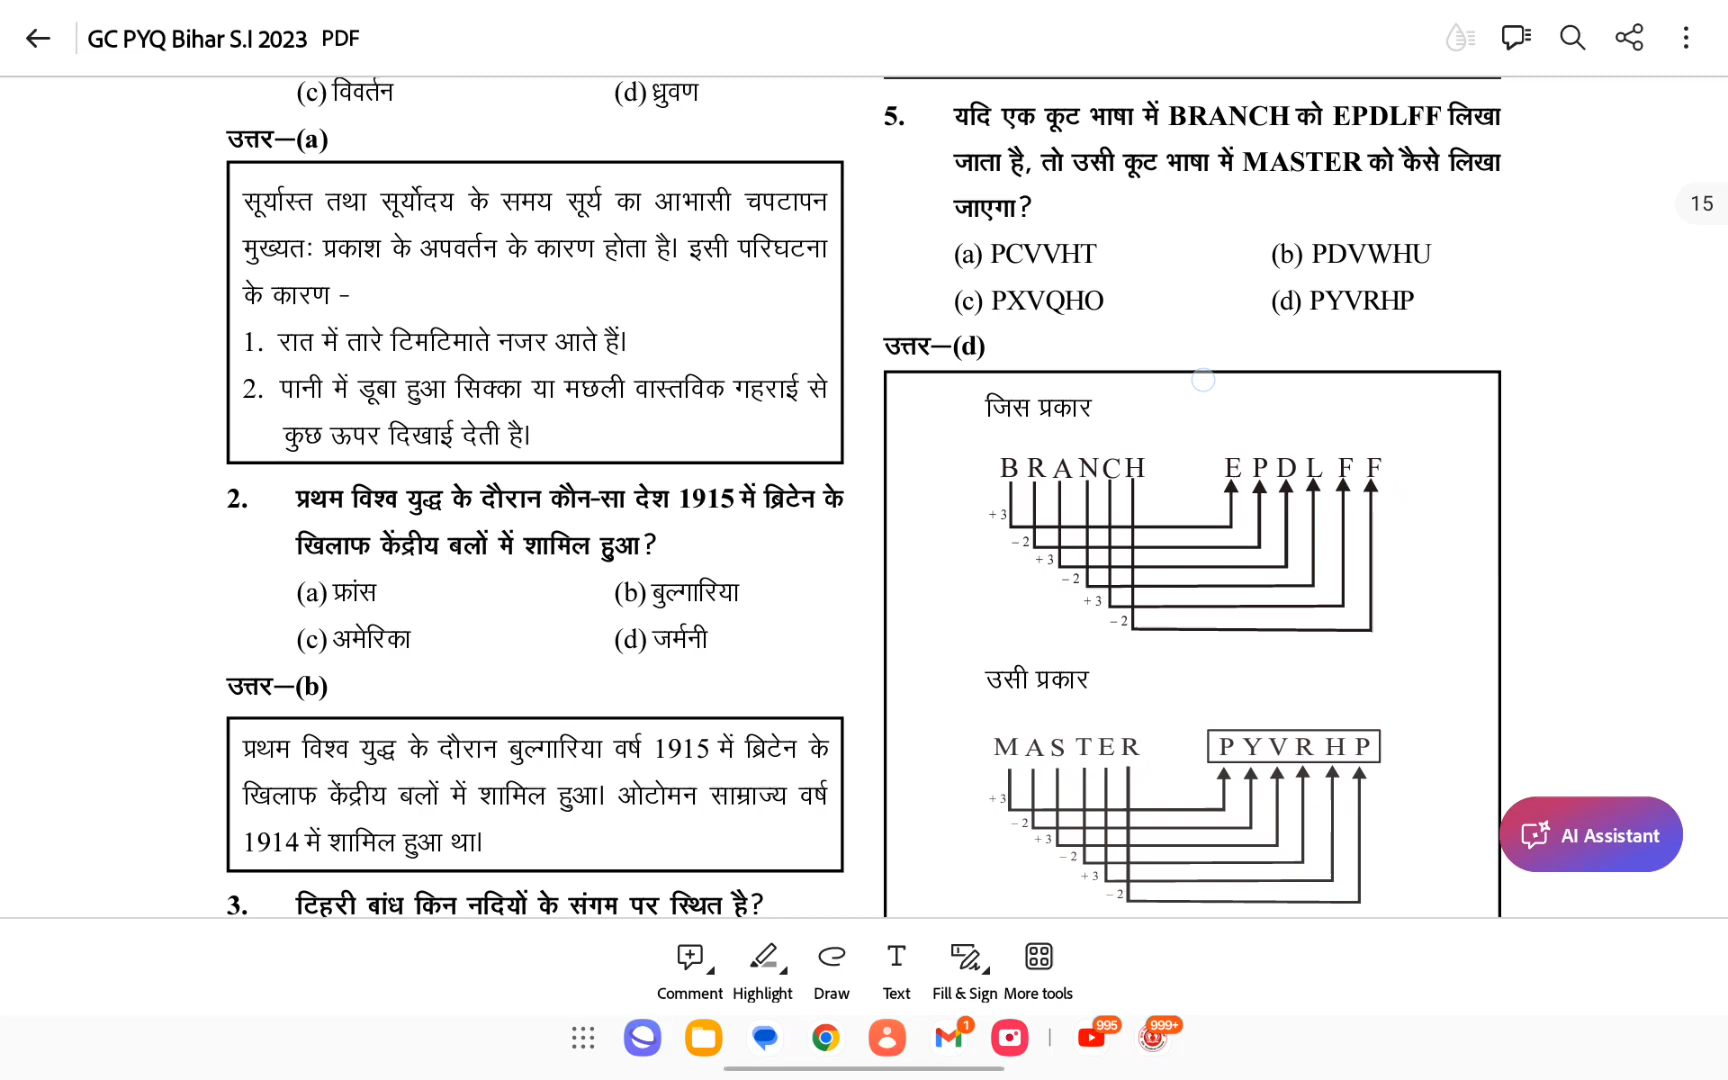 GC PYQ Bihar S.I 2023 PDF
(c) विवर्तन (d) ध्रुवण
उत्तर—(a)
सूर्यास्त तथा सूर्योदय के समय सूर्य का आभासी चपटापन
मुख्यतः प्रकाश के अपवर्तन के कारण होता है। इसी परिघटना
के कारण -
1. रात में तारे टिमटिमाते नजर आते हैं।
2. पानी में डूबा हुआ सिक्का या मछली वास्तविक गहराई से
कुछ ऊपर दिखाई देती है।
2. प्रथम विश्व युद्ध के दौरान कौन-सा देश 1915 में ब्रिटेन के
खिलाफ केंद्रीय बलों में शामिल हुआ?
(a) फ्रांस (b) बुल्गारिया
(c) अमेरिका (d) जर्मनी
उत्तर—(b)
प्रथम विश्व युद्ध के दौरान बुल्गारिया वर्ष 1915 में ब्रिटेन के
खिलाफ केंद्रीय बलों में शामिल हुआ। ओटोमन साम्राज्य वर्ष
1914 में शामिल हुआ था।
3. टिहरी बांध किन नदियों के संगम पर स्थित है?
5. यदि एक कूट भाषा में BRANCH को EPDLFF लिखा
जाता है, तो उसी कूट भाषा में MASTER को कैसे लिखा
जाएगा?
(a) PCVVHT (b) PDVWHU
(c) PXVQHO (d) PYVRHP
उत्तर—(d)
जिस प्रकार
B R A N C H E P D L F F
+ 3
– 2
+ 3
– 2
+ 3
– 2
उसी प्रकार
M A S T E R P Y V R H P
+ 3
– 2
+ 3
– 2
+ 3
– 2
15
AI Assistant
Comment Highlight Draw Text Fill & Sign More tools
1 995 999+